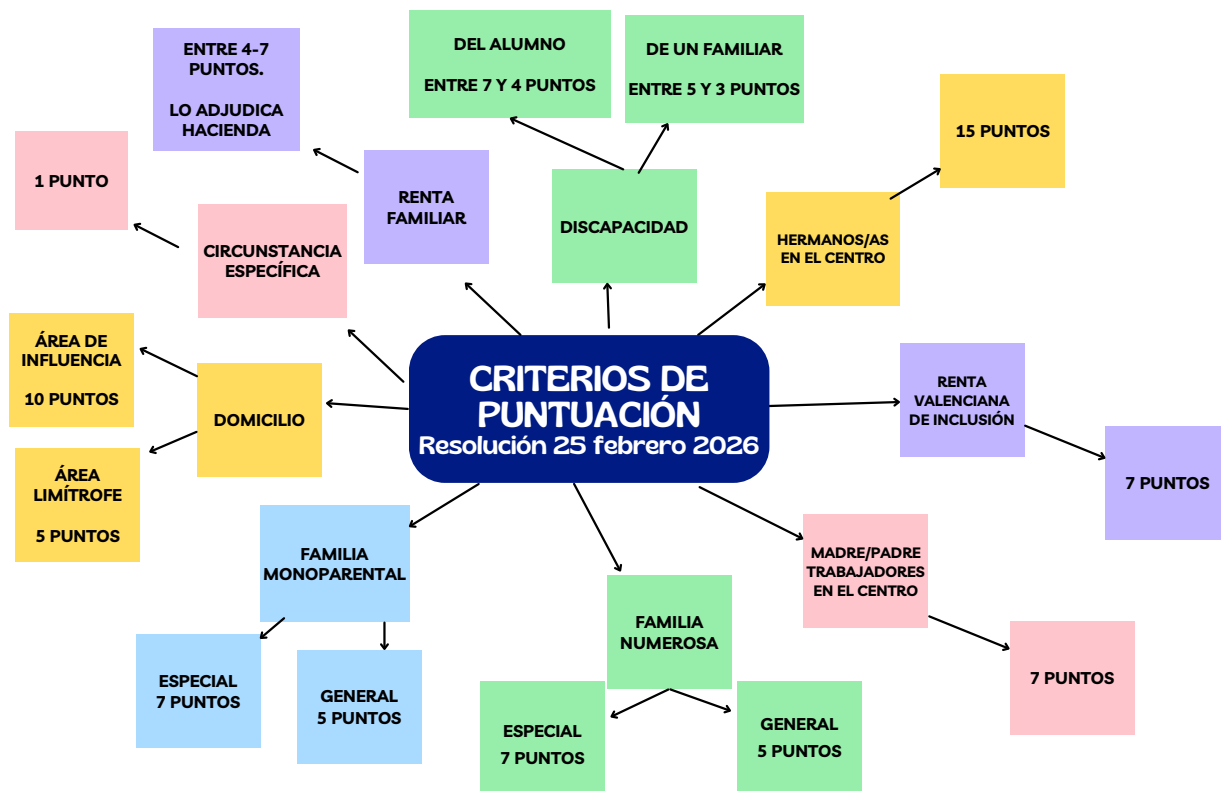 ENTRE 4-7
PUNTOS.
LO ADJUDICA
HACIENDA
DEL ALUMNO
ENTRE 7 Y 4 PUNTOS
DE UN FAMILIAR
ENTRE 5 Y 3 PUNTOS
15 PUNTOS
1 PUNTO
RENTA
FAMILIAR
DISCAPACIDAD
HERMANOS/AS
EN EL CENTRO
CIRCUNSTANCIA
ESPECÍFICA
ÁREA DE
INFLUENCIA
10 PUNTOS
DOMICILIO
CRITERIOS DE
PUNTUACIÓN
Resolución 25 febrero 2026
RENTA
VALENCIANA
DE INCLUSIÓN
7 PUNTOS
ÁREA
LIMÍTROFE
5 PUNTOS
FAMILIA
MONOPARENTAL
MADRE/PADRE
TRABAJADORES
EN EL CENTRO
FAMILIA
NUMEROSA
7 PUNTOS
ESPECIAL
7 PUNTOS
GENERAL
5 PUNTOS
ESPECIAL
7 PUNTOS
GENERAL
5 PUNTOS